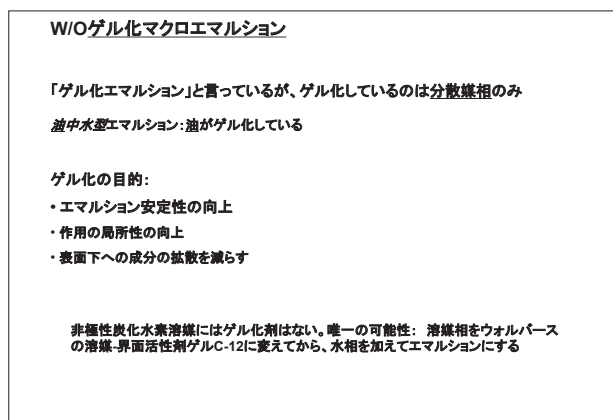 W/Oゲル化マクロエマルション
「ゲル化エマルション」と言っているが、ゲル化しているのは分散媒相のみ
油中水型エマルション：油がゲル化している
ゲル化の目的：
・エマルション安定性の向上
・作用の局所性の向上
・表面下への成分の拡散を減らす
非極性炭化水素溶媒にはゲル化剤はない。唯一の可能性： 溶媒相をウォルバース
の溶媒-界面活性剤ゲルC-12に変えてから、水相を加えてエマルションにする